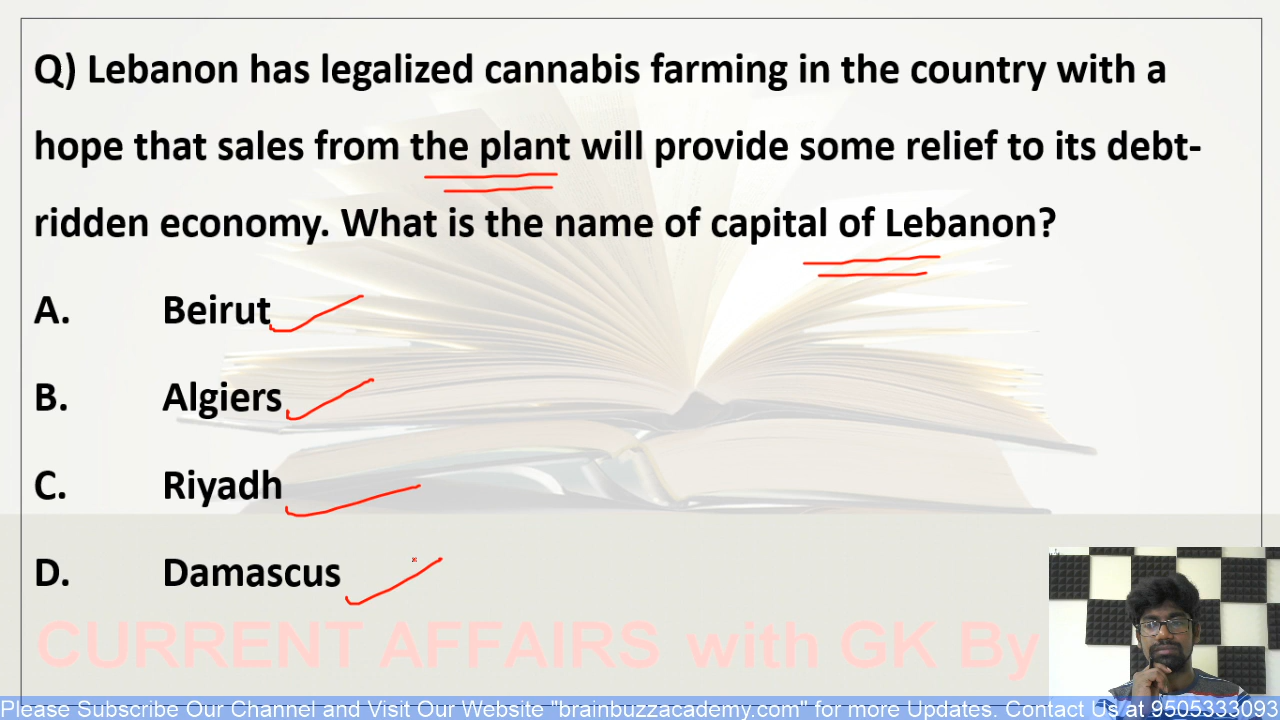 Q) Lebanon has legalized cannabis farming in the country with a
hope that sales from the plant will provide some relief to its debt-
ridden economy. What is the name of capital of Lebanon?
A. Beirut
B. Algiers
C. Riyadh
D. Damascus
CURRENT AFFAIRS with GK By
Please Subscribe Our Channel and Visit Our Website "brainbuzzacademy.com" for more Updates. Contact Us at 9505333093